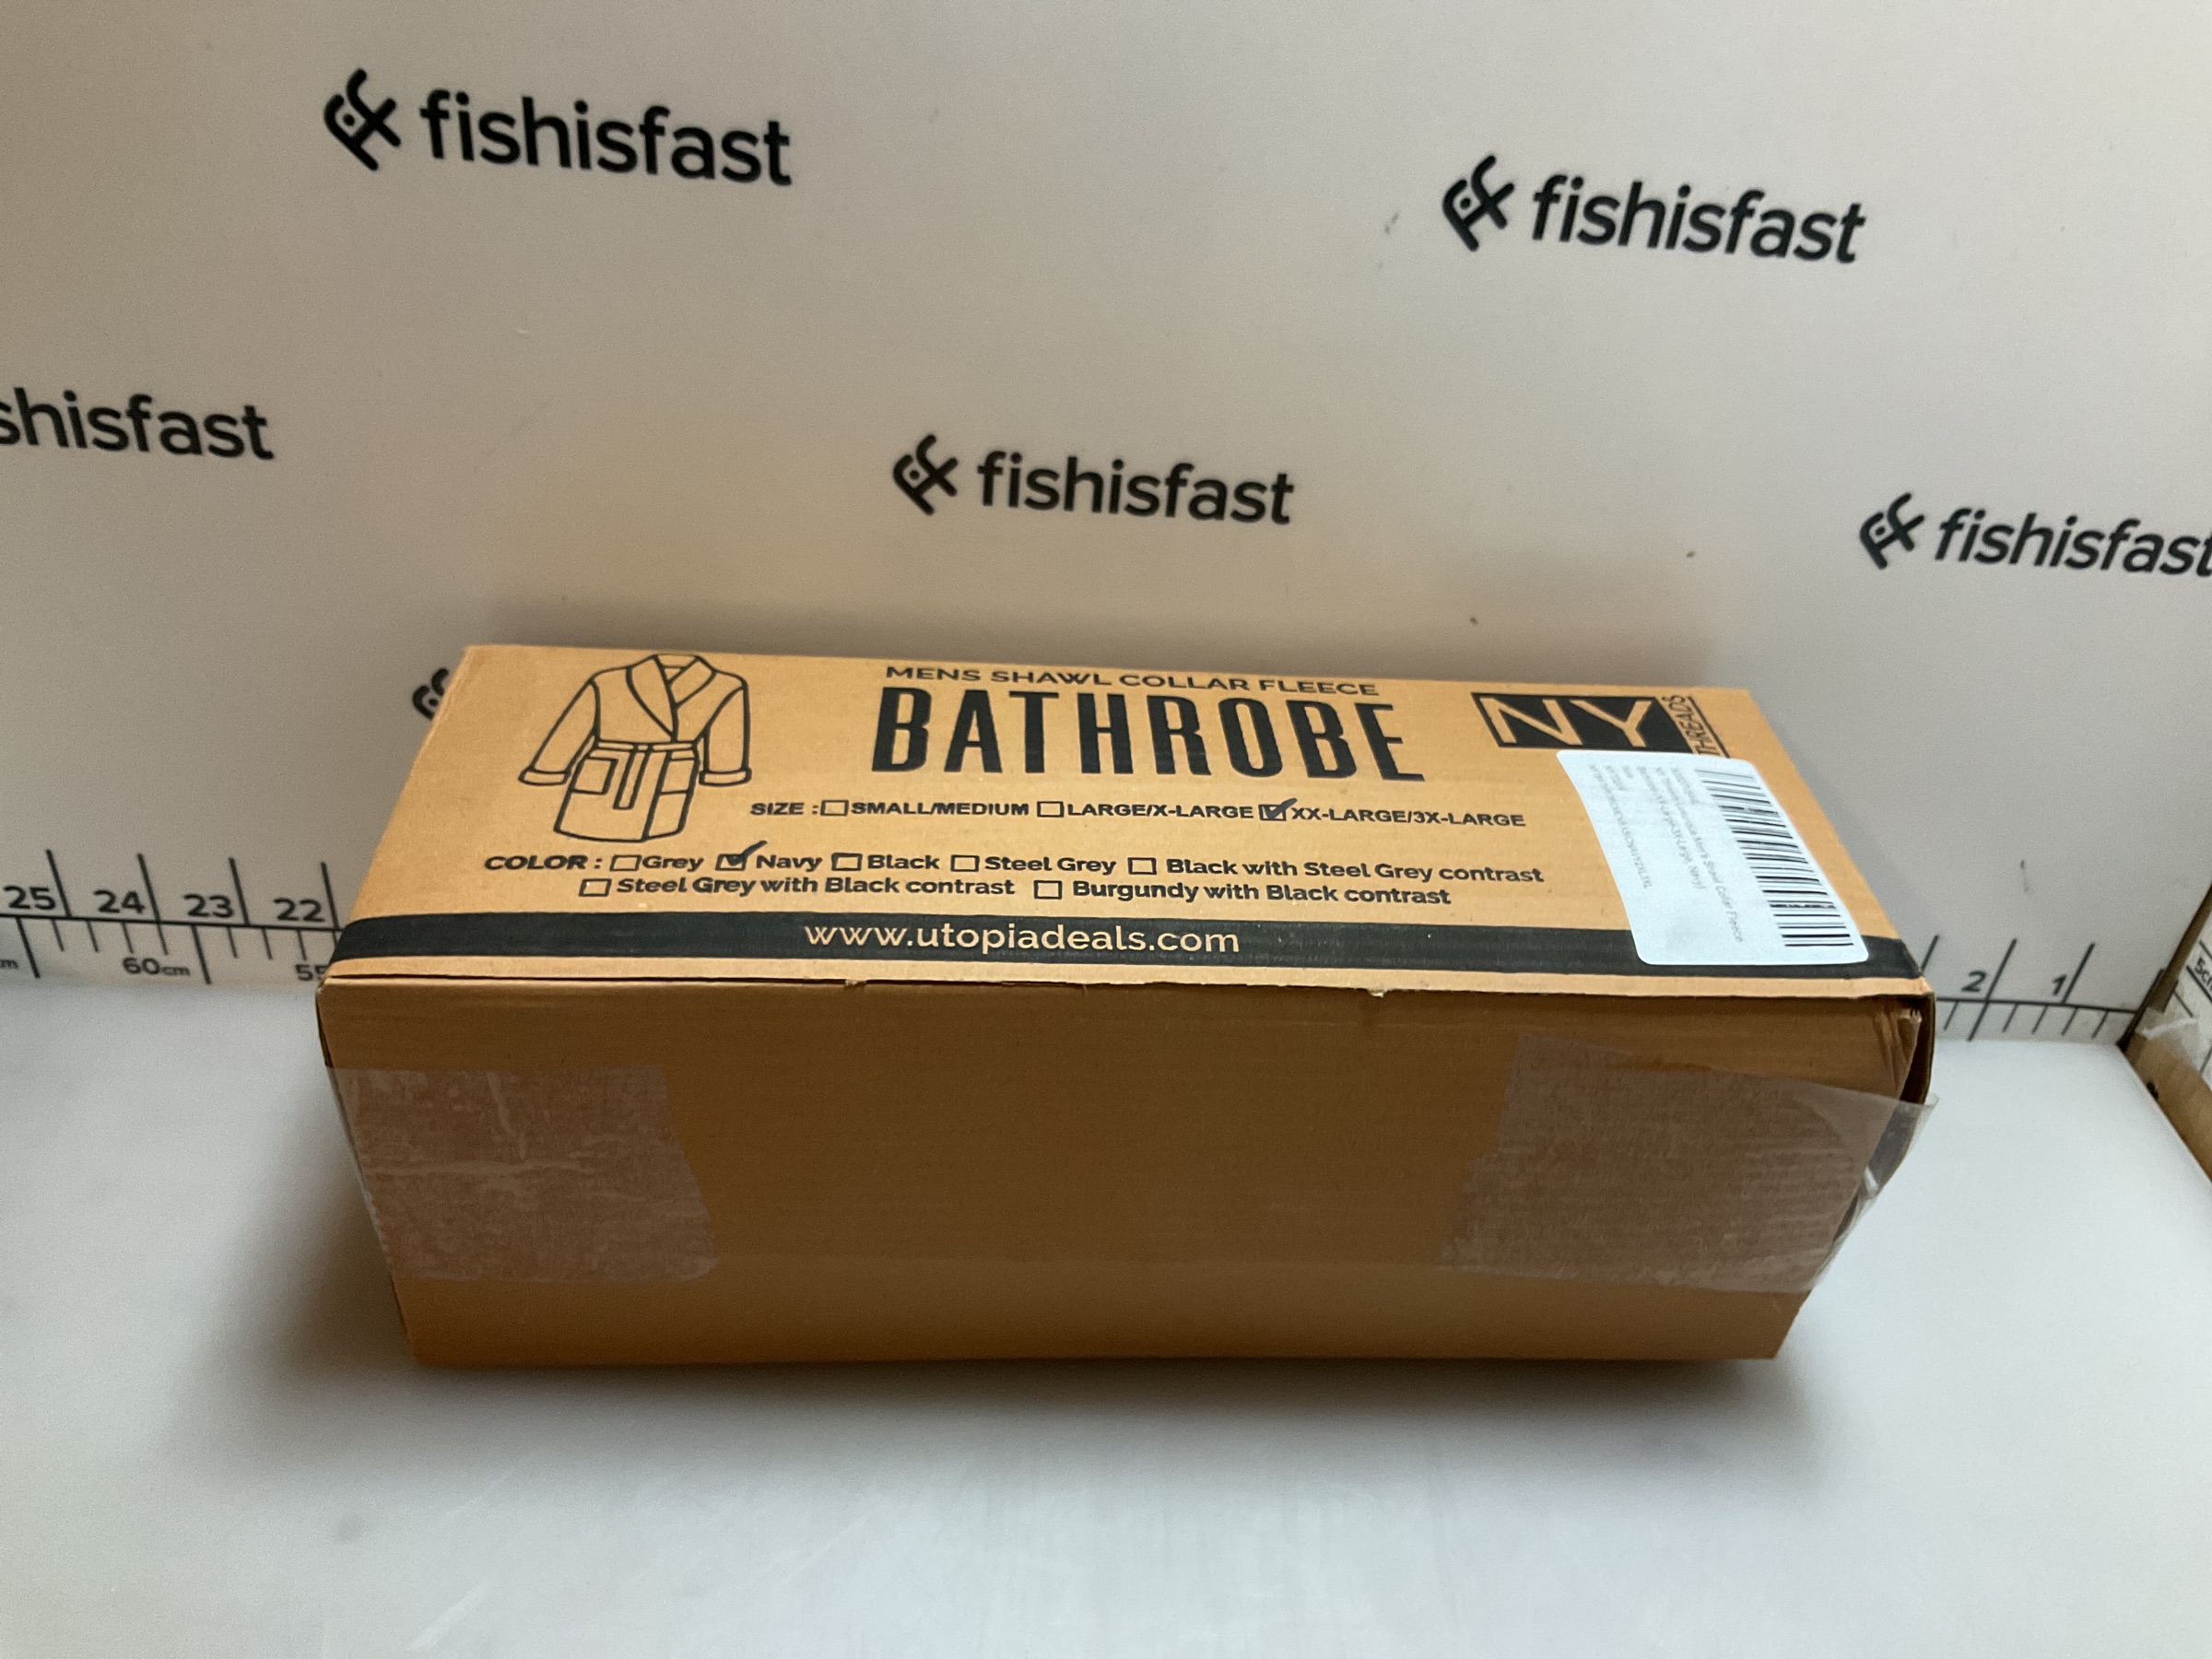 fishisfast
fishisfast
shisfast
fishisfast
fishisfast
MENS SHAWL COLLAR FLEECE
BATHROBE
NY
THREADS
SIZE : SMALL/MEDIUM LARGE/X-LARGE XX-LARGE/3X-LARGE
COLOR : Grey Navy Black Steel Grey Black with Steel Grey contrast
Steel Grey with Black contrast Burgundy with Black contrast
www.utopiadeals.com
25 24 23 22
60cm 55
2 1
5cm